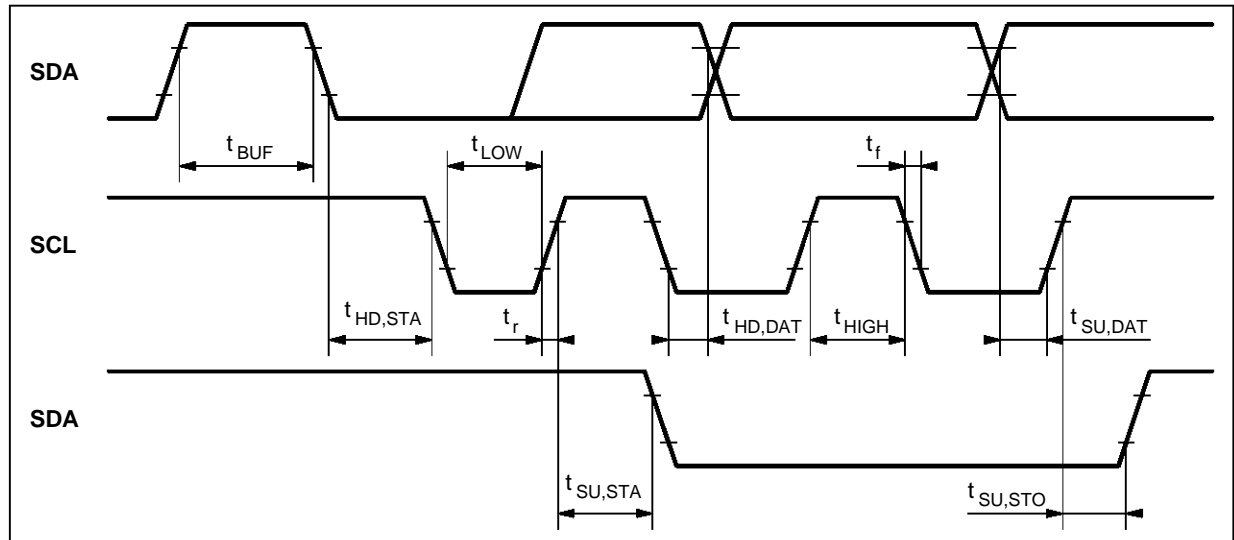 SDA
t BUF
t LOW
t f
SCL
t HD,STA
t r
t HD,DAT
t HIGH
t SU,DAT
SDA
t SU,STA
t SU,STO